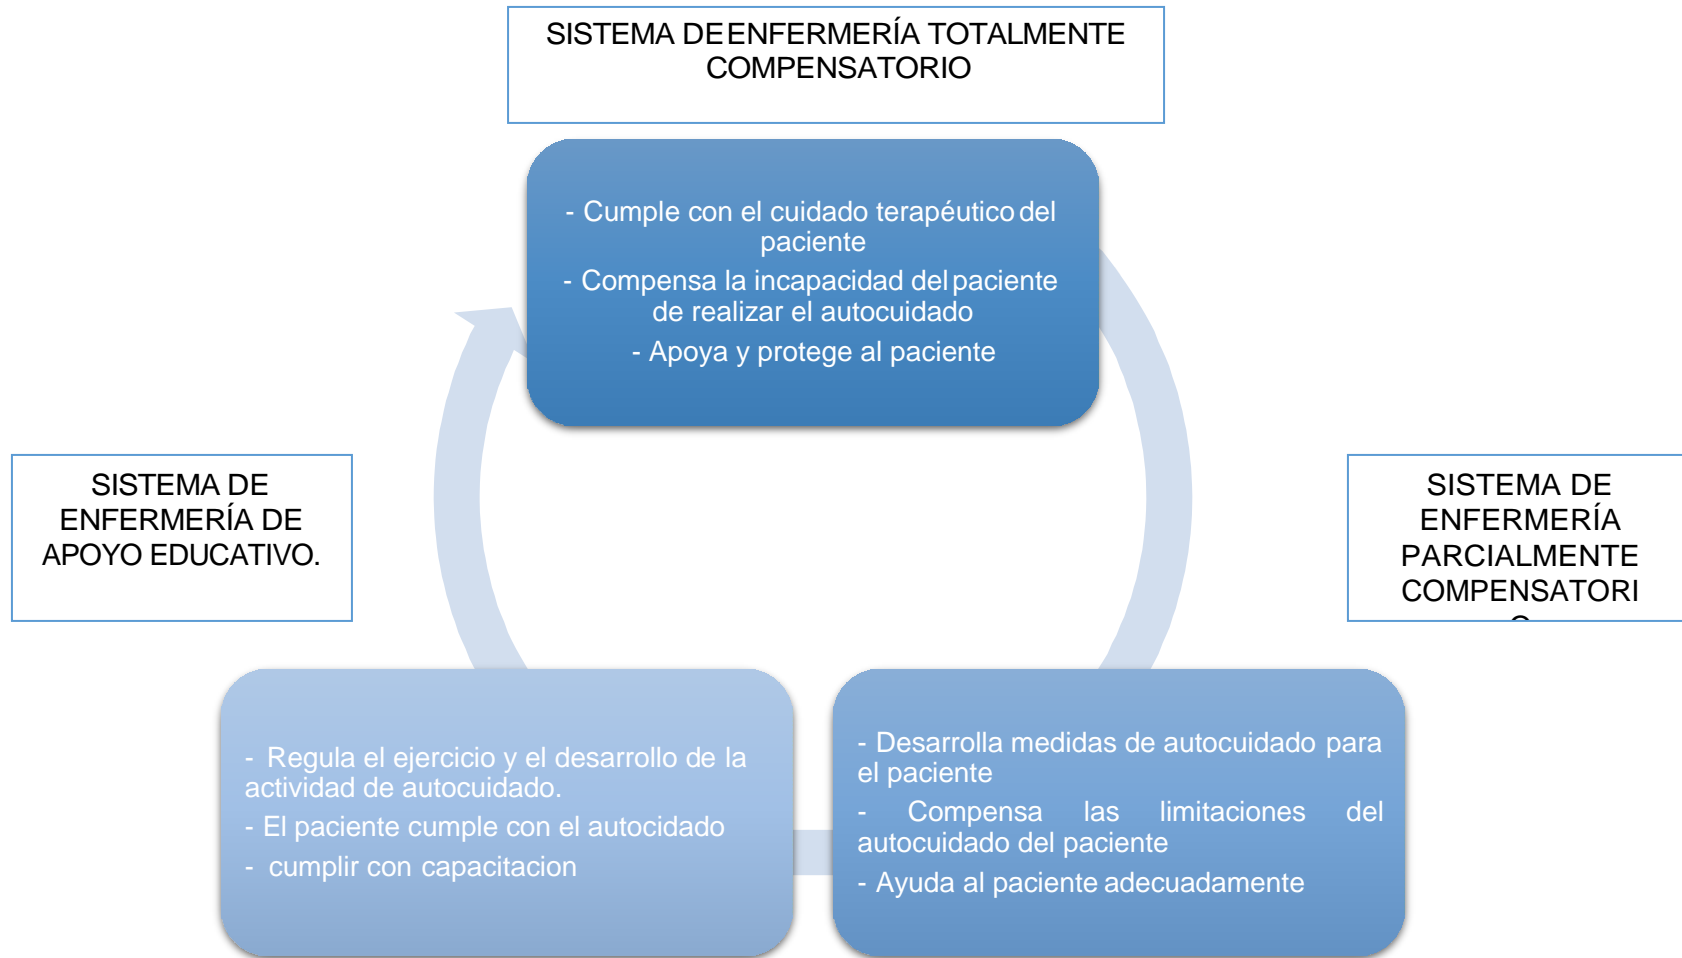 SISTEMA DE ENFERMERÍA TOTALMENTE
COMPENSATORIO
- Cumple con el cuidado terapéutico del
paciente
- Compensa la incapacidad del paciente
de realizar el autocuidado
- Apoya y protege al paciente
SISTEMA DE
ENFERMERÍA DE
APOYO EDUCATIVO.
SISTEMA DE
ENFERMERÍA
PARCIALMENTE
COMPENSATORI
- Regula el ejercicio y el desarrollo de la
actividad de autocuidado.
- El paciente cumple con el autocidado
- cumplir con capacitacion
- Desarrolla medidas de autocuidado para
el paciente
- Compensa las limitaciones del
autocuidado del paciente
- Ayuda al paciente adecuadamente